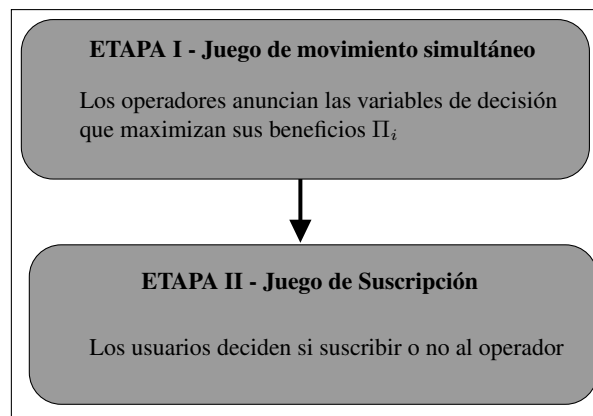 ETAPA I - Juego de movimiento simultáneo
Los operadores anuncian las variables de decisión
que maximizan sus beneficios Πᵢ
ETAPA II - Juego de Suscripción
Los usuarios deciden si suscribir o no al operador